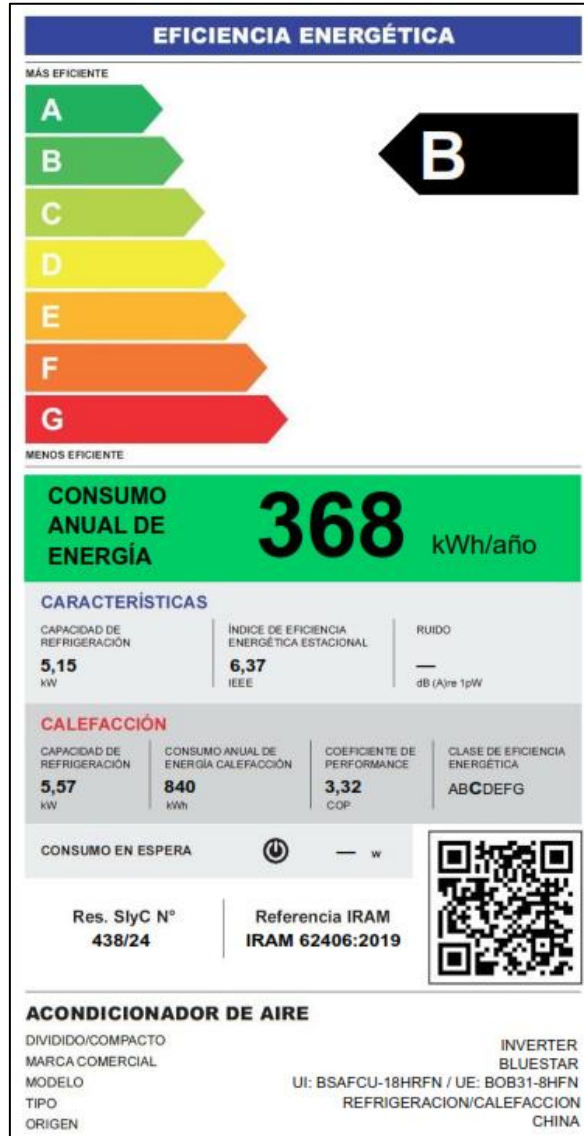 EFICIENCIA ENERGÉTICA
MÁS EFICIENTE
A
B
B
C
D
E
F
G
MENOS EFICIENTE
CONSUMO
ANUAL DE
ENERGÍA
368 kWh/año
CARACTERÍSTICAS
CAPACIDAD DE
REFRIGERACIÓN
5,15
kW
ÍNDICE DE EFICIENCIA
ENERGÉTICA ESTACIONAL
6,37
IEEE
RUIDO
—
dB (A)re 1pW
CALEFACCIÓN
CAPACIDAD DE
REFRIGERACIÓN
5,57
kW
CONSUMO ANUAL DE
ENERGÍA CALEFACCIÓN
840
kWh
COEFICIENTE DE
PERFORMANCE
3,32
COP
CLASE DE EFICIENCIA
ENERGÉTICA
ABCDEFG
CONSUMO EN ESPERA — w
Res. SIyC N°
438/24
Referencia IRAM
IRAM 62406:2019
ACONDICIONADOR DE AIRE
DIVIDIDO/COMPACTO INVERTER
MARCA COMERCIAL BLUESTAR
MODELO UI: BSAFCU-18HRFN / UE: BOB31-8HFN
TIPO REFRIGERACION/CALEFACCION
ORIGEN CHINA